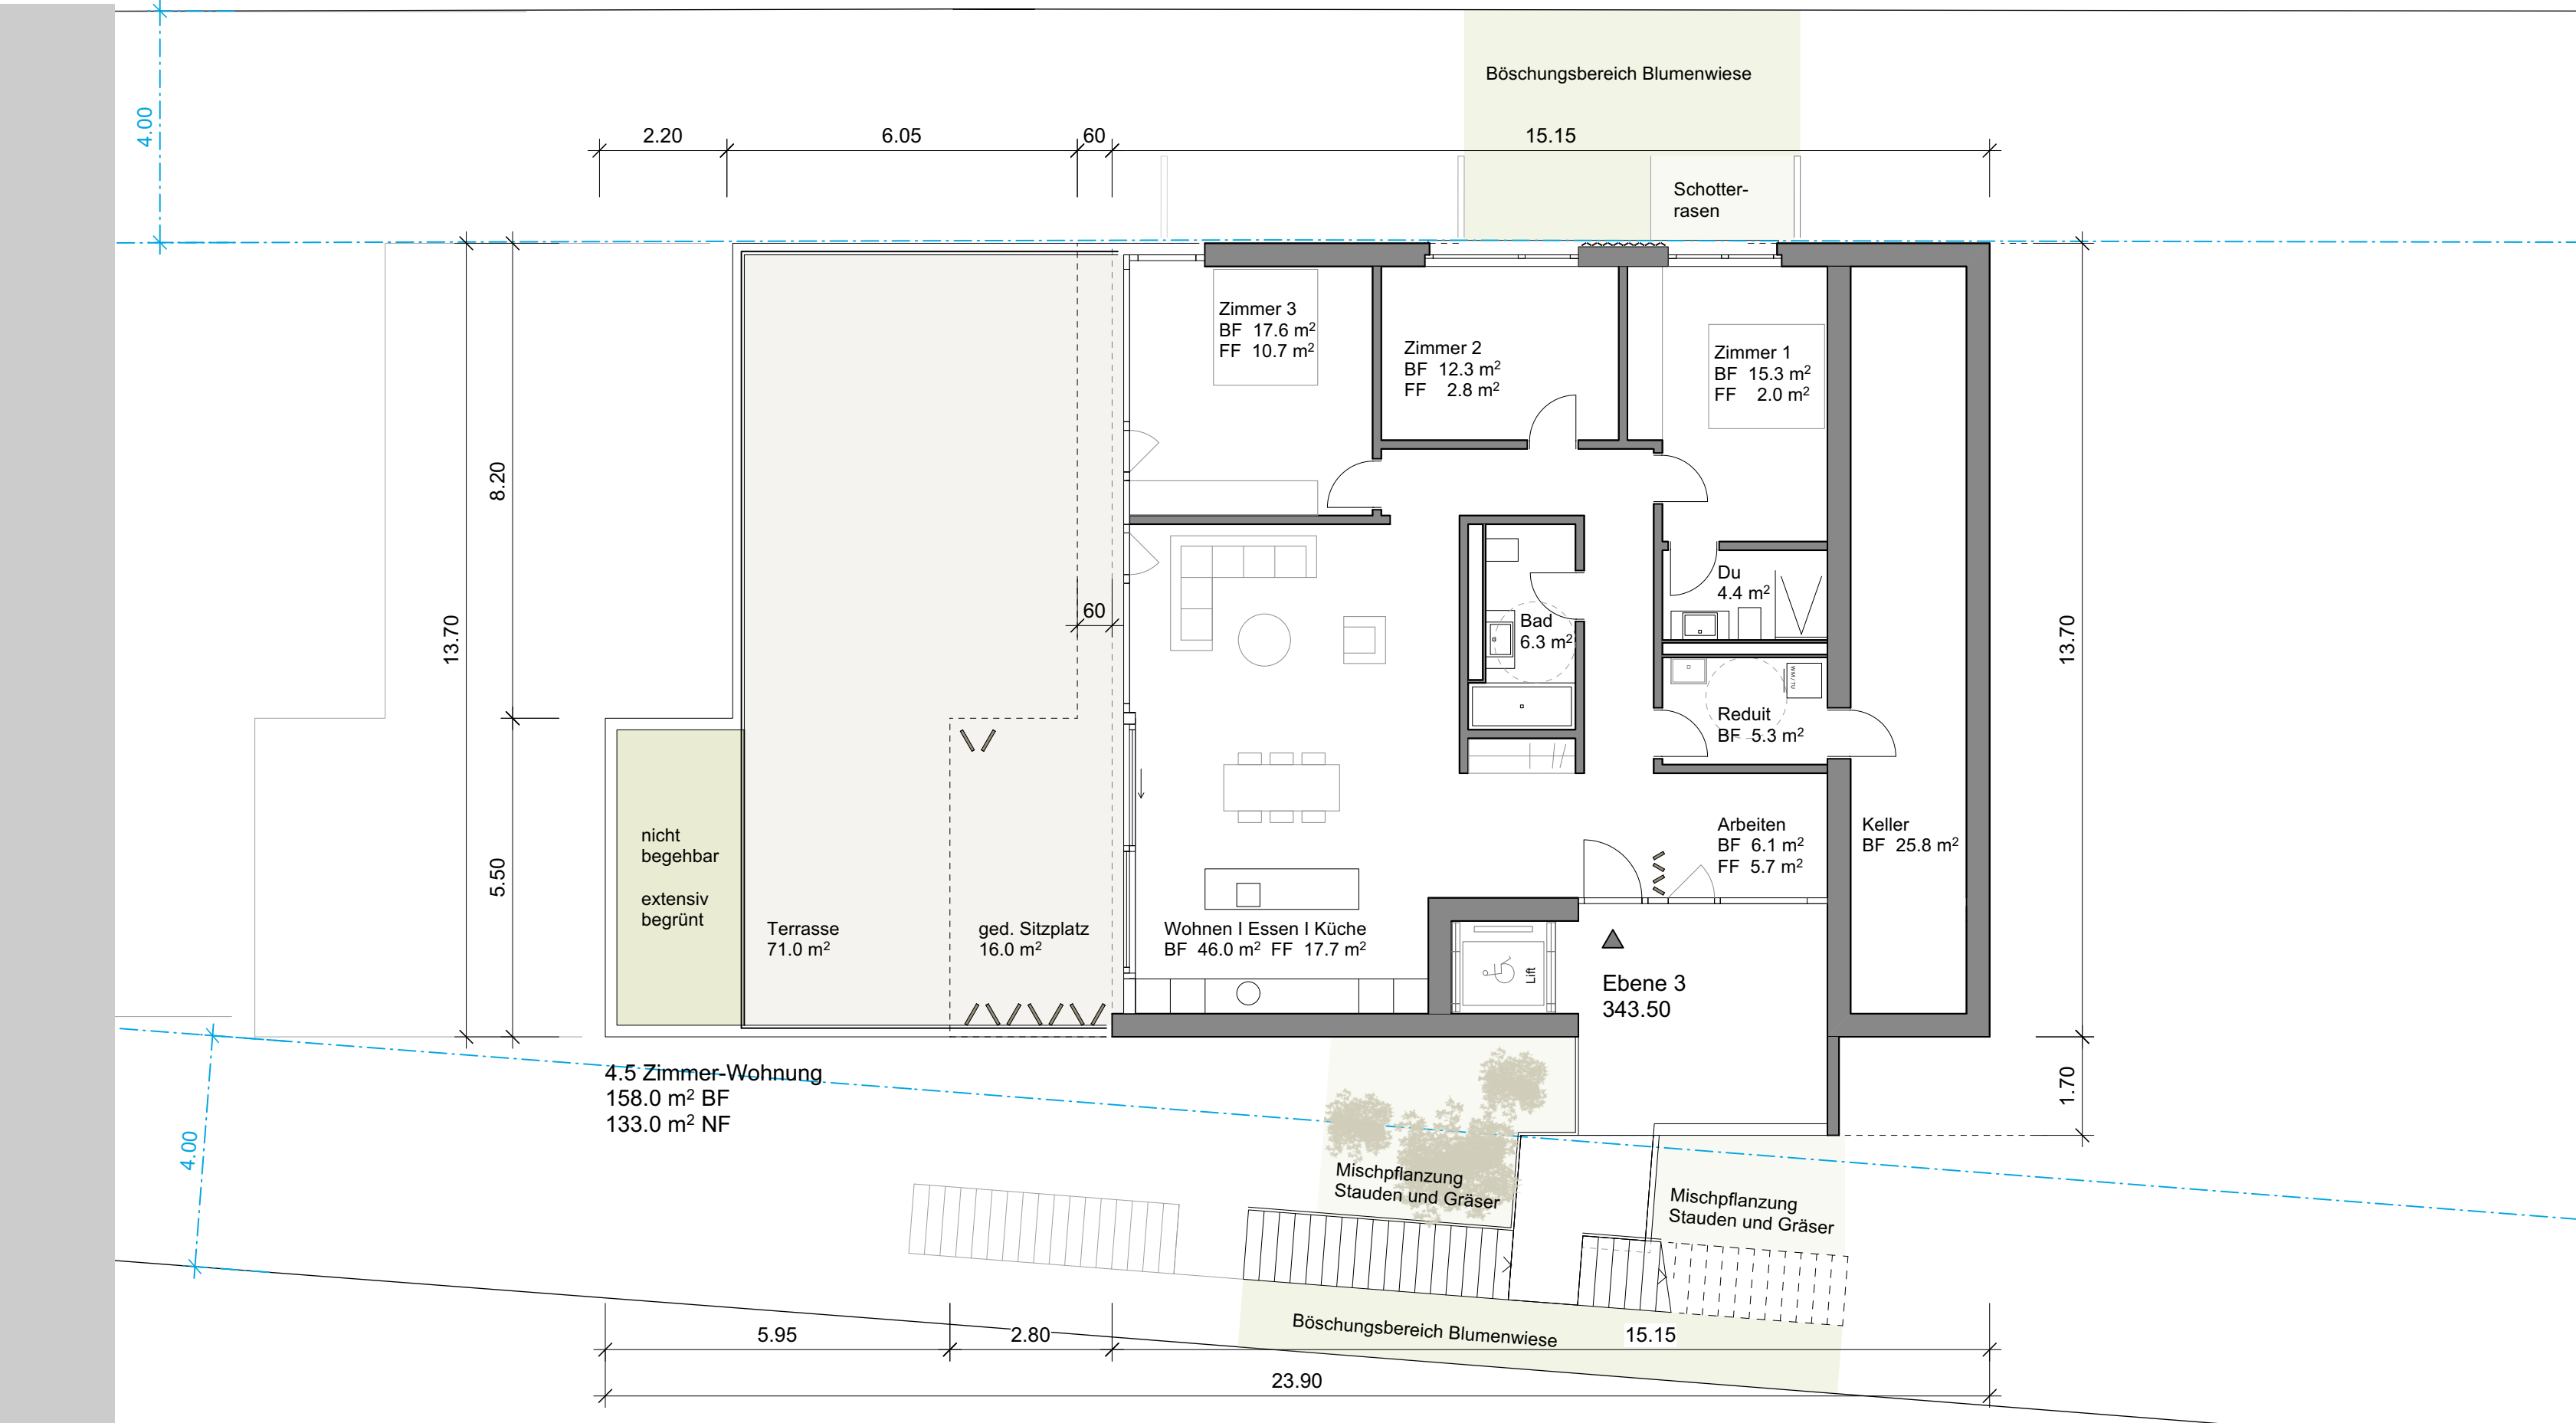 Böschungsbereich Blumenwiese
4.00
2.20
6.05
60
15.15
Schotter-
rasen
Zimmer 3
BF 17.6 m²
FF 10.7 m²
Zimmer 2
BF 12.3 m²
FF 2.8 m²
Zimmer 1
BF 15.3 m²
FF 2.0 m²
8.20
13.70
60
Du
4.4 m²
Bad
6.3 m²
13.70
WM / TU
Reduit
BF 5.3 m²
nicht
begehbar
extensiv
begrünt
5.50
Arbeiten
BF 6.1 m²
FF 5.7 m²
Keller
BF 25.8 m²
Terrasse
71.0 m²
ged. Sitzplatz
16.0 m²
Wohnen I Essen I Küche
BF 46.0 m² FF 17.7 m²
Lift
Ebene 3
343.50
4.5 Zimmer-Wohnung
158.0 m² BF
133.0 m² NF
1.70
4.00
Mischpflanzung
Stauden und Gräser
Mischpflanzung
Stauden und Gräser
Böschungsbereich Blumenwiese
5.95
2.80
15.15
23.90